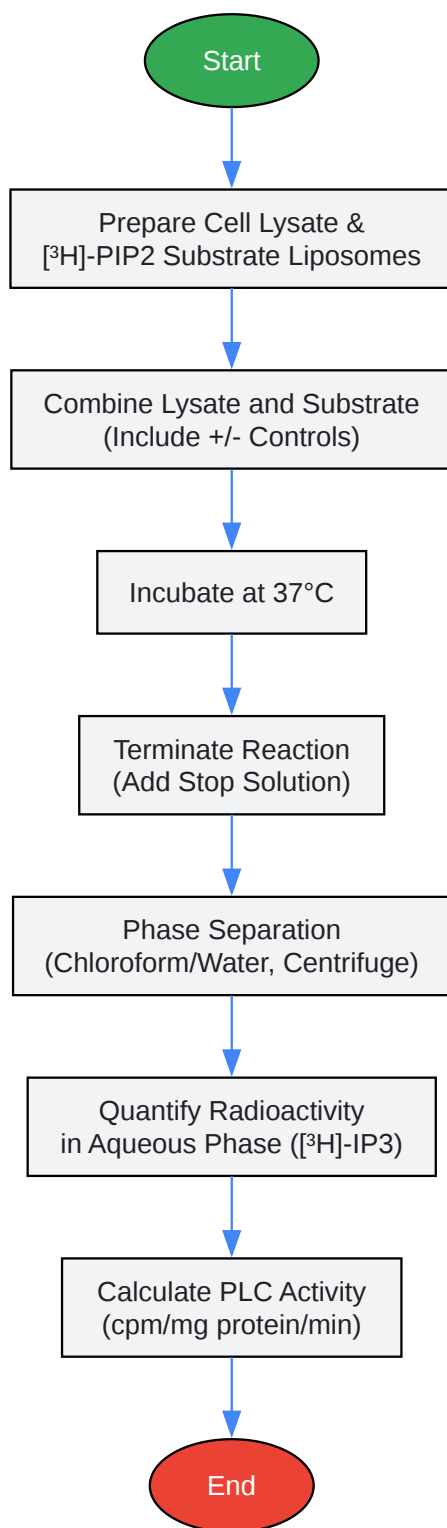 Start
Prepare Cell Lysate &
[³H]-PIP2 Substrate Liposomes
Combine Lysate and Substrate
(Include +/- Controls)
Incubate at 37°C
Terminate Reaction
(Add Stop Solution)
Phase Separation
(Chloroform/Water, Centrifuge)
Quantify Radioactivity
in Aqueous Phase ([³H]-IP3)
Calculate PLC Activity
(cpm/mg protein/min)
End